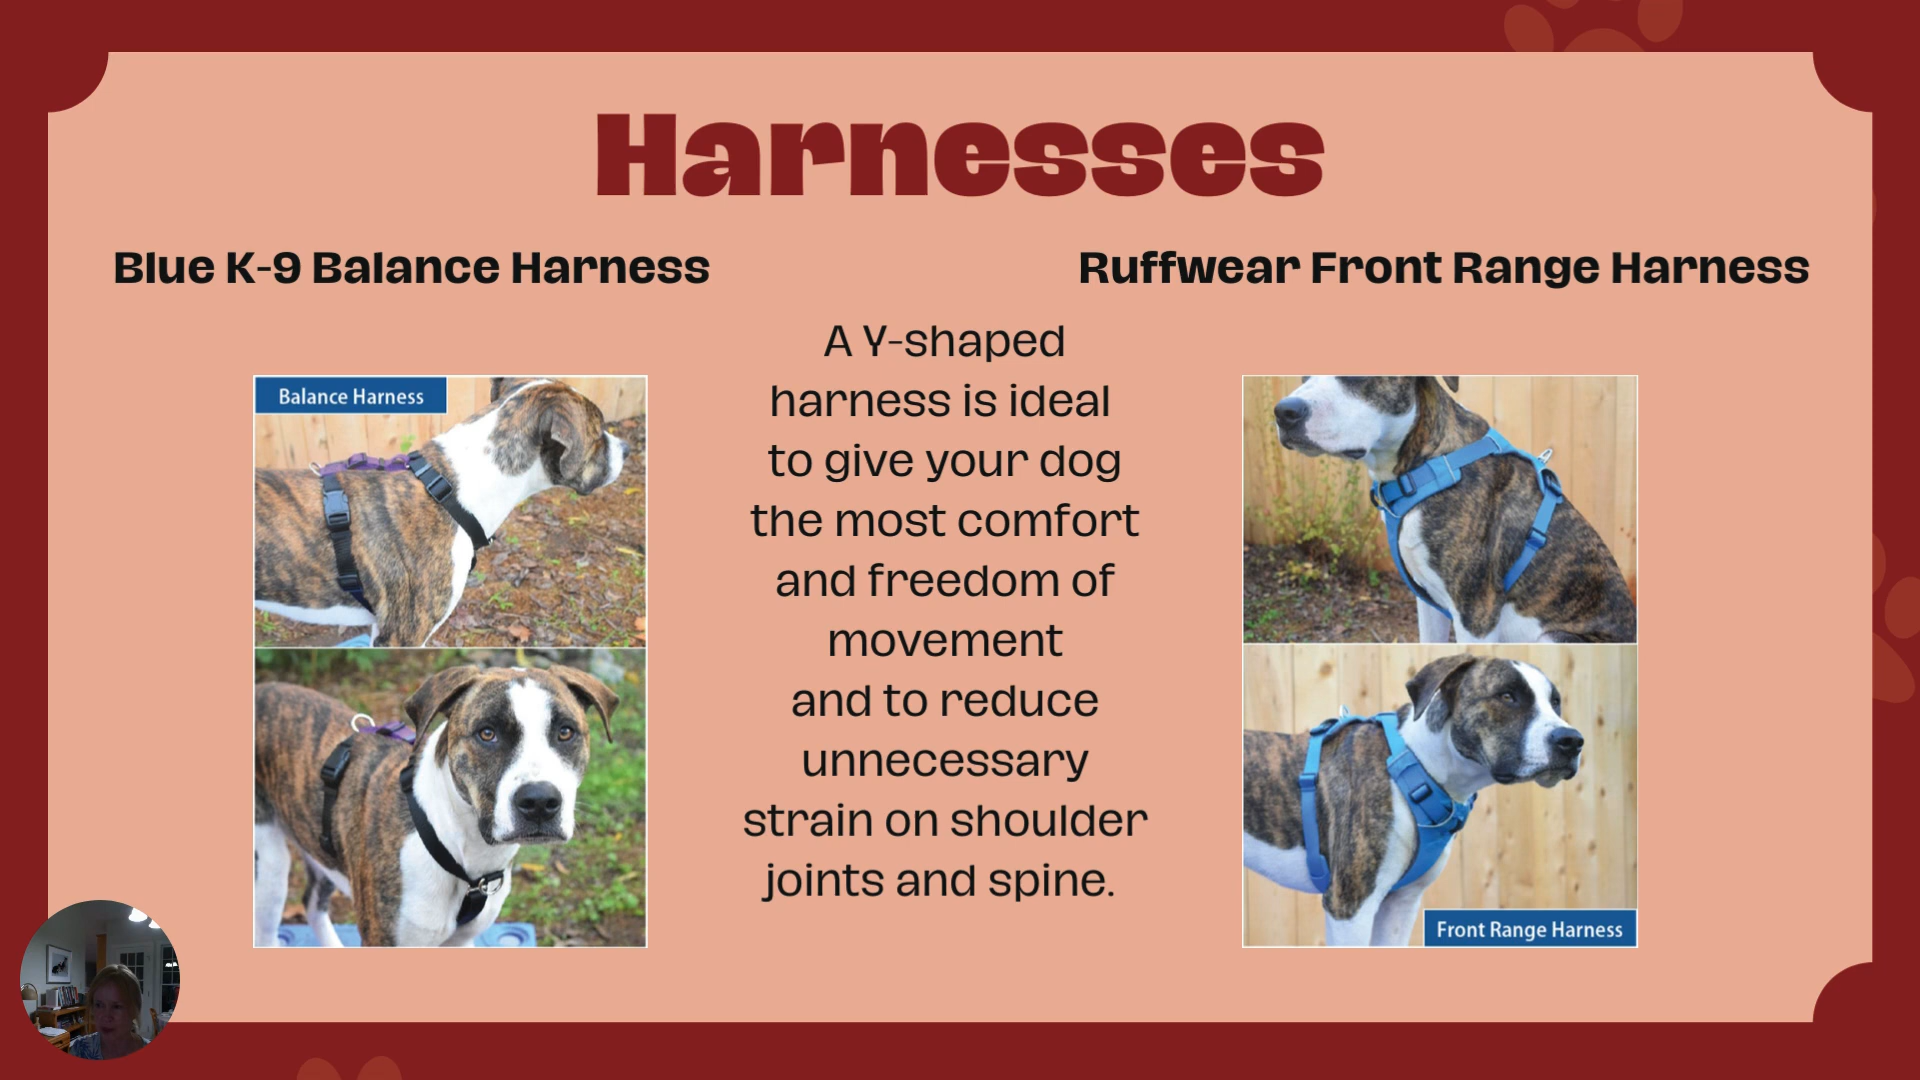 Harnesses
Blue K-9 Balance Harness
Ruffwear Front Range Harness
A Y-shaped
harness is ideal
to give your dog
the most comfort
and freedom of
movement
and to reduce
unnecessary
strain on shoulder
joints and spine.
Balance Harness
Front Range Harness